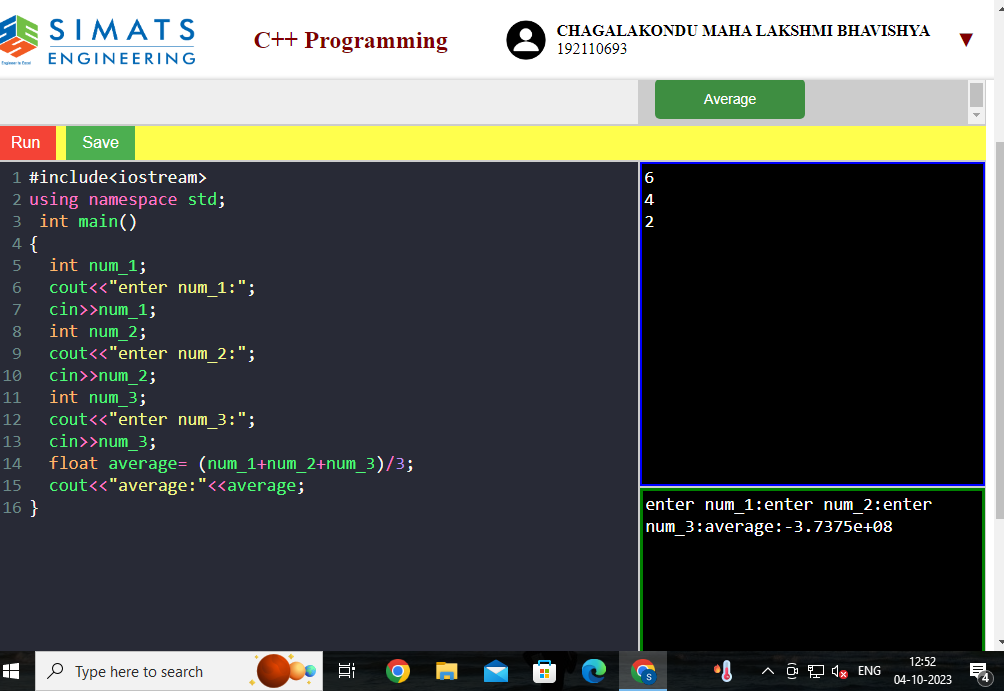 SIMATS
ENGINEERING
Engineer to Excel
C++ Programming
CHAGALAKONDU MAHA LAKSHMI BHAVISHYA
192110693
Average
Run Save
1 #include<iostream>
2 using namespace std;
3 int main()
4 {
5 int num_1;
6 cout<<"enter num_1:";
7 cin>>num_1;
8 int num_2;
9 cout<<"enter num_2:";
10 cin>>num_2;
11 int num_3;
12 cout<<"enter num_3:";
13 cin>>num_3;
14 float average= (num_1+num_2+num_3)/3;
15 cout<<"average:"<<average;
16 }
6
4
2
enter num_1:enter num_2:enter
num_3:average:-3.7375e+08
Type here to search
S
ENG
12:52
04-10-2023
4